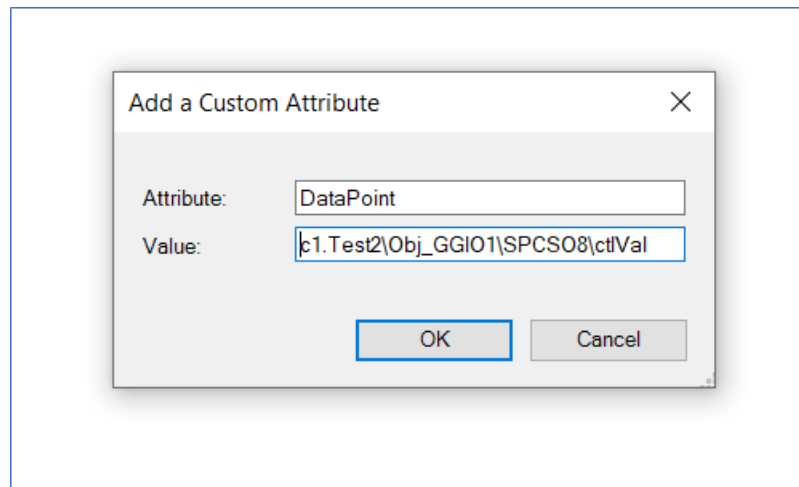 Add a Custom Attribute
Attribute: DataPoint
Value: c1.Test2\Obj_GGIO1\SPCSO8\ctlVal
OK Cancel